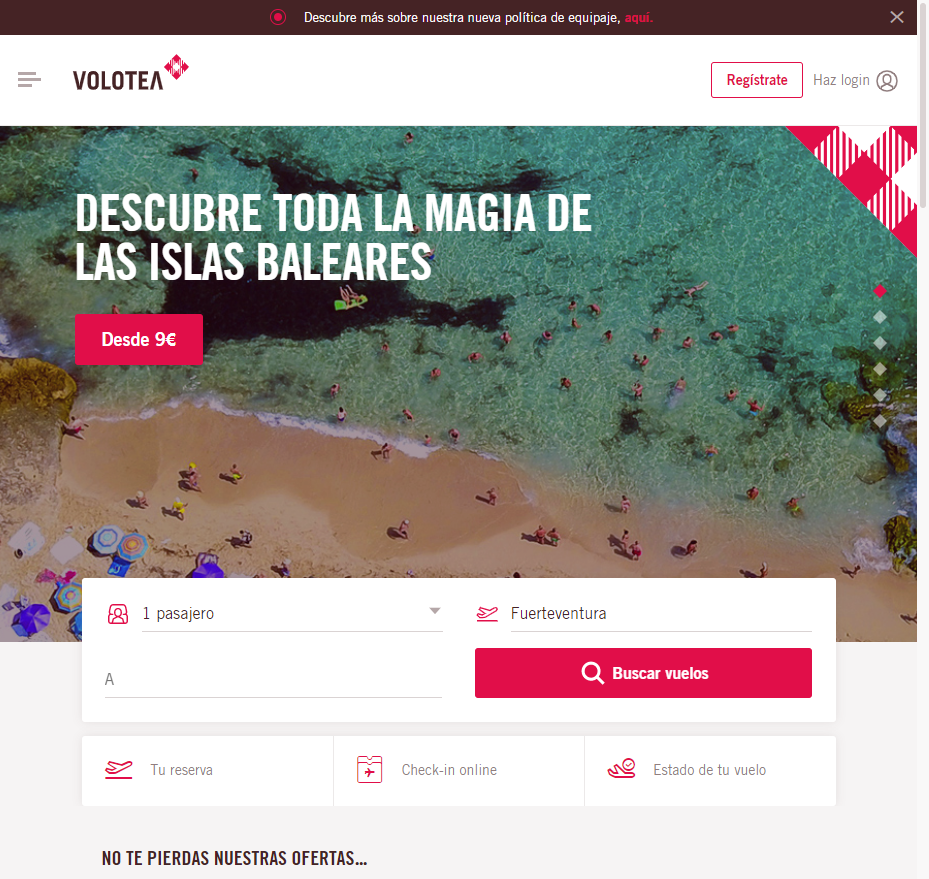 Descubre más sobre nuestra nueva política de equipaje, aquí.
VOLOTEA
Regístrate
Haz login
DESCUBRE TODA LA MAGIA DE
LAS ISLAS BALEARES
Desde 9€
1 pasajero
Fuerteventura
A
Buscar vuelos
Tu reserva
Check-in online
Estado de tu vuelo
NO TE PIERDAS NUESTRAS OFERTAS...